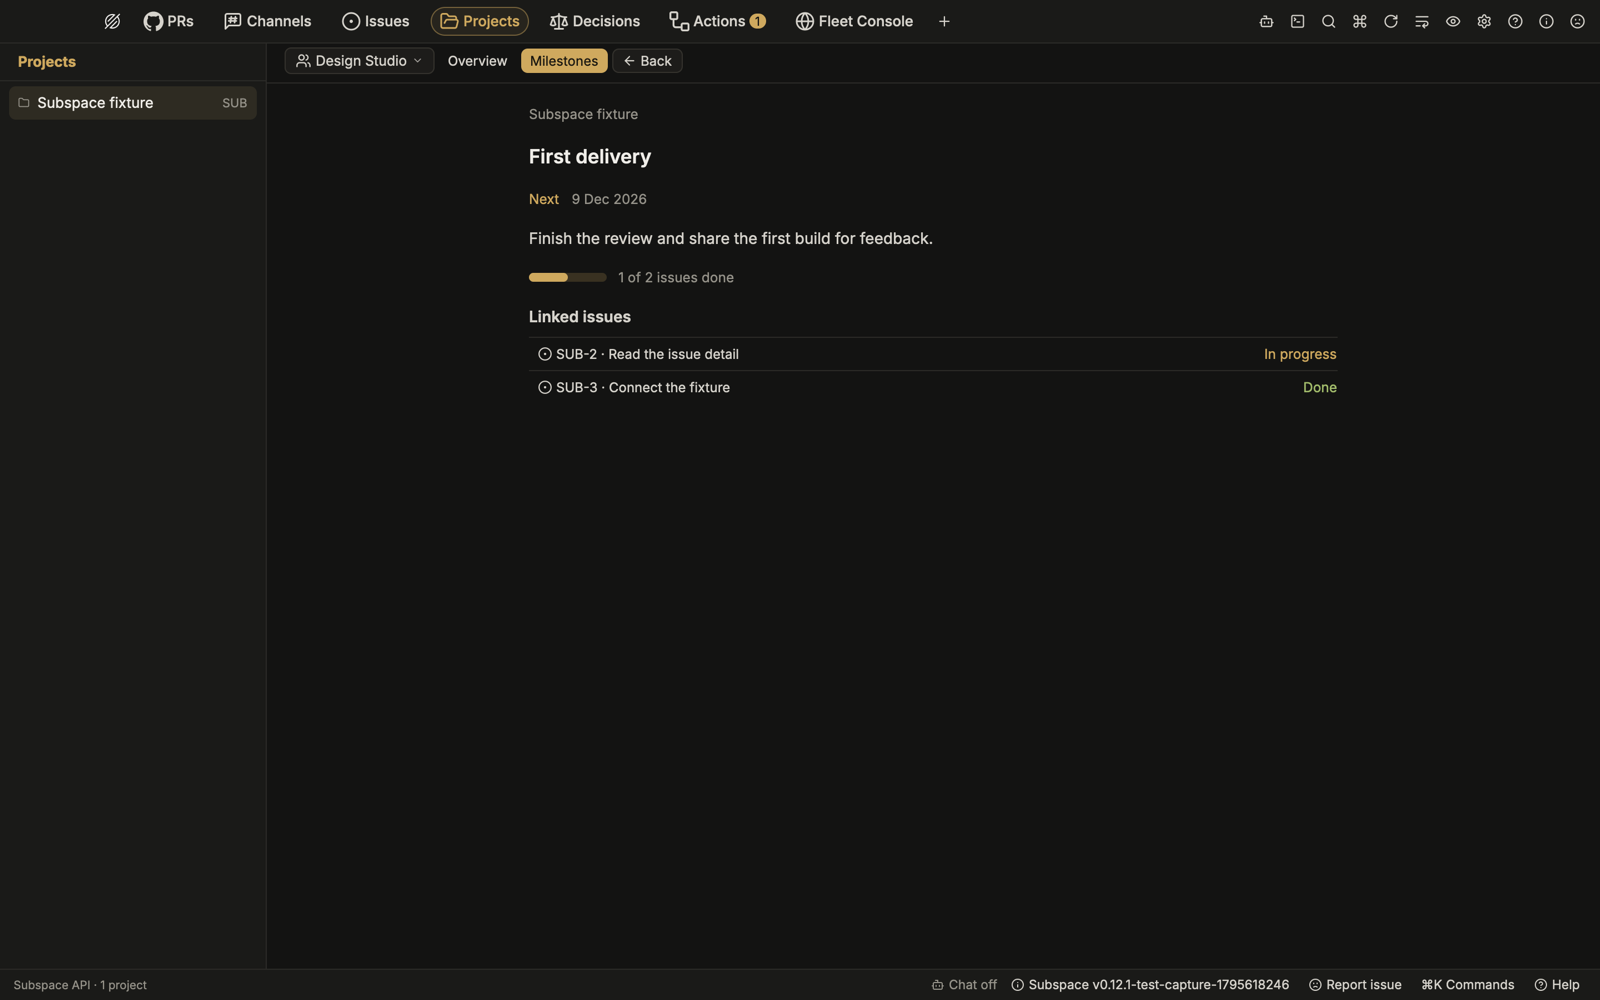 PRs Channels Issues Projects Decisions Actions 1 Fleet Console
Projects
Subspace fixture SUB
Design Studio Overview Milestones Back
Subspace fixture
First delivery
Next 9 Dec 2026
Finish the review and share the first build for feedback.
1 of 2 issues done
Linked issues
SUB-2 · Read the issue detail In progress
SUB-3 · Connect the fixture Done
Subspace API · 1 project Chat off Subspace v0.12.1-test-capture-1795618246 Report issue ⌘K Commands Help